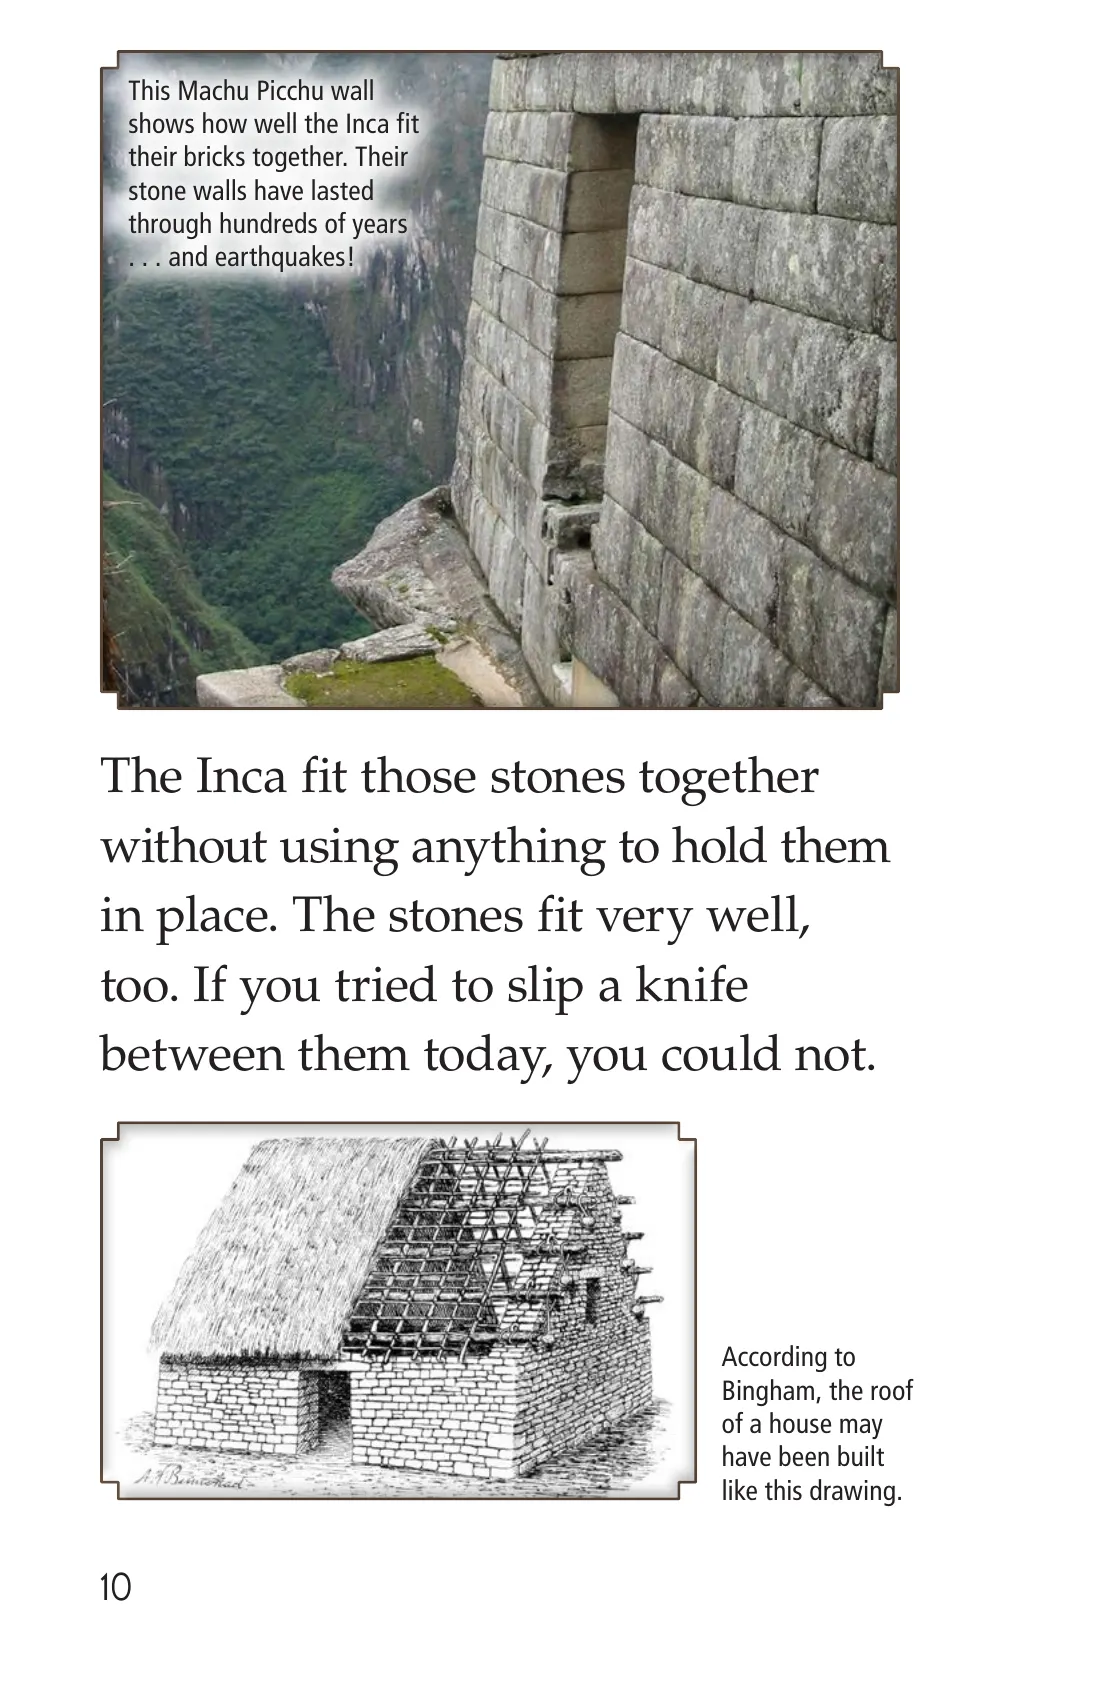 This Machu Picchu wall
shows how well the Inca fit
their bricks together. Their
stone walls have lasted
through hundreds of years
. . . and earthquakes!
The Inca fit those stones together
without using anything to hold them
in place. The stones fit very well,
too. If you tried to slip a knife
between them today, you could not.
According to
Bingham, the roof
of a house may
have been built
like this drawing.
10